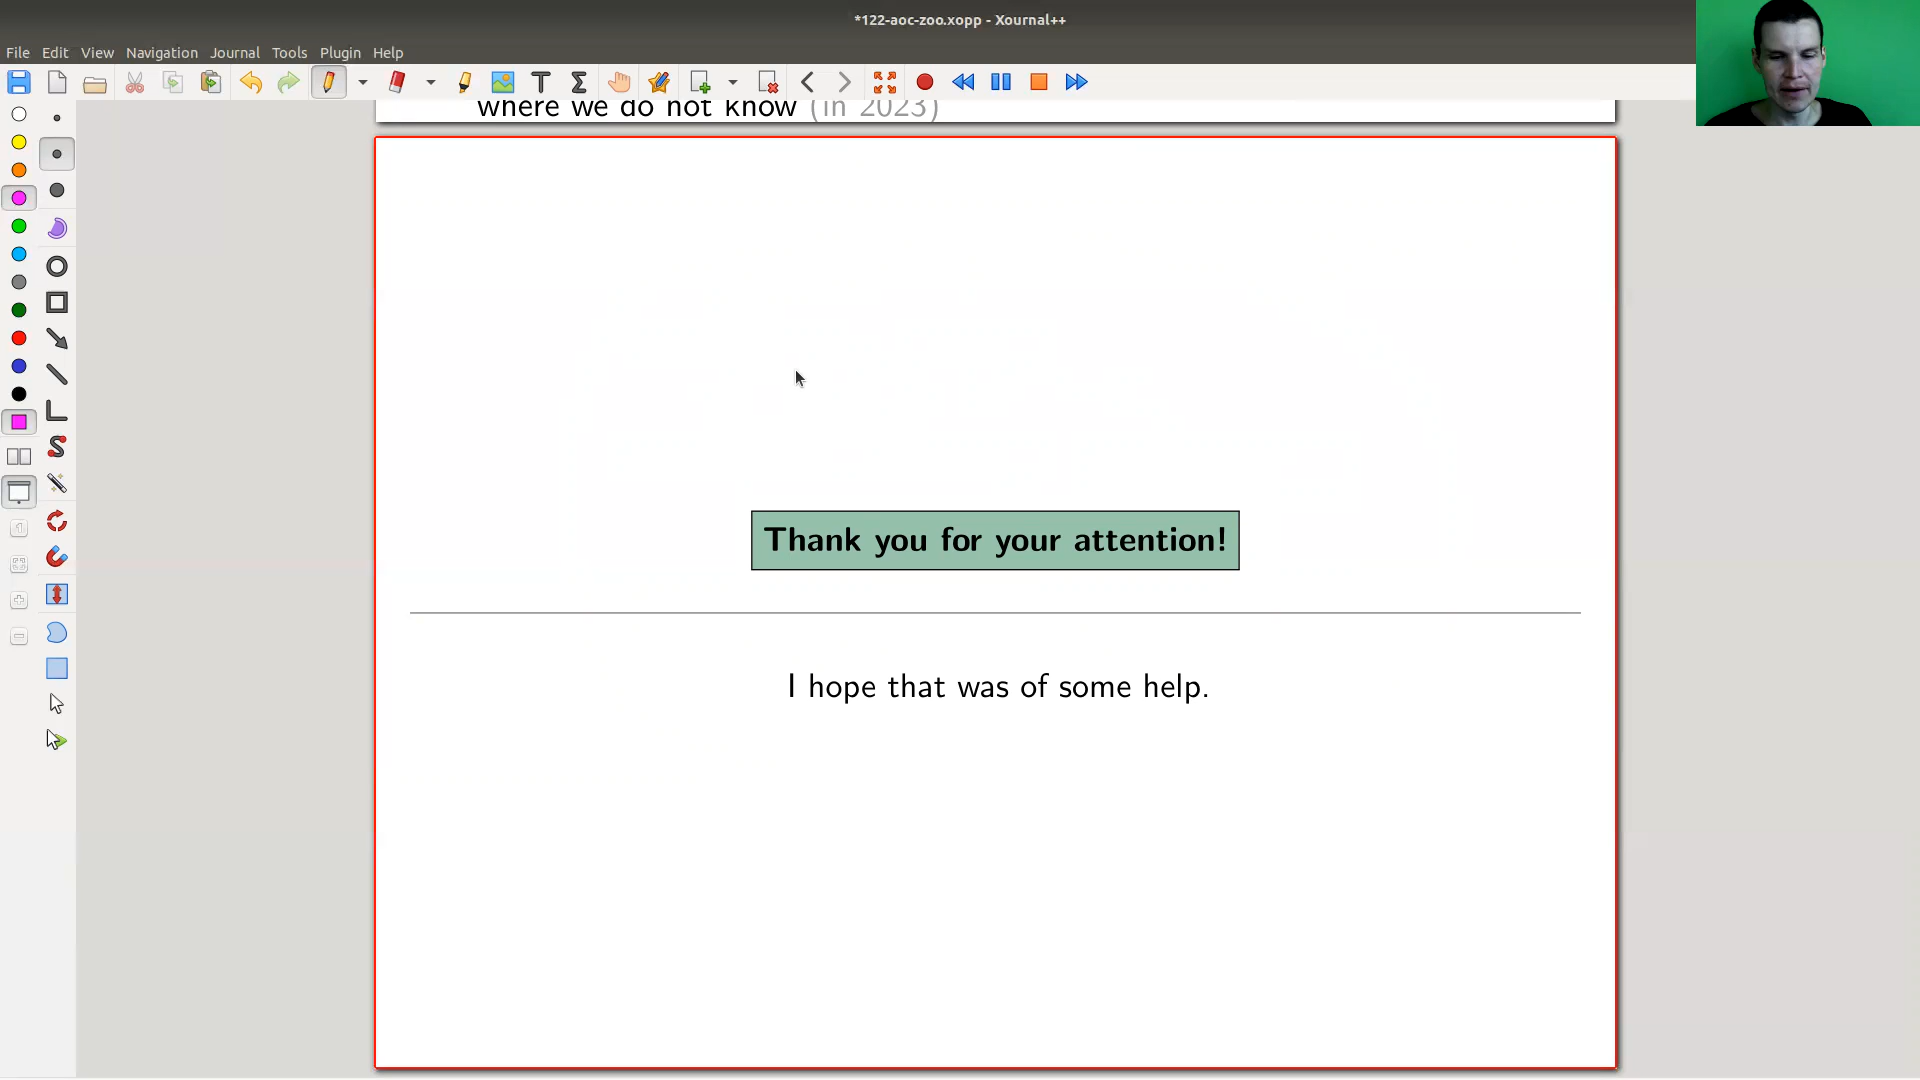 *122-aoc-zoo.xopp - Xournal++
File Edit View Navigation Journal Tools Plugin Help
where we do not know (in 2023)
Thank you for your attention!
I hope that was of some help.